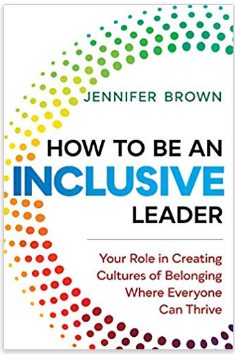 JENNIFER BROWN
HOW TO BE AN
INCLUSIVE
LEADER
Your Role in Creating
Cultures of Belonging
Where Everyone
Can Thrive